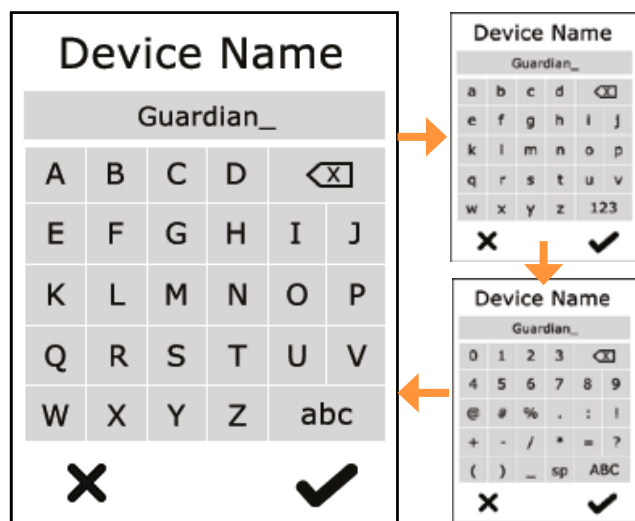 Device Name
Guardian_
A B C D X
E F G H I J
K L M N O P
Q R S T U V
W X Y Z abc
Device Name
Guardian_
a b c d X
e f g h i j
k l m n o p
q r s t u v
w x y z 123
Device Name
Guardian_
0 1 2 3 X
4 5 6 7 8 9
@ # % . : !
+ - / * = ?
( ) _ sp ABC